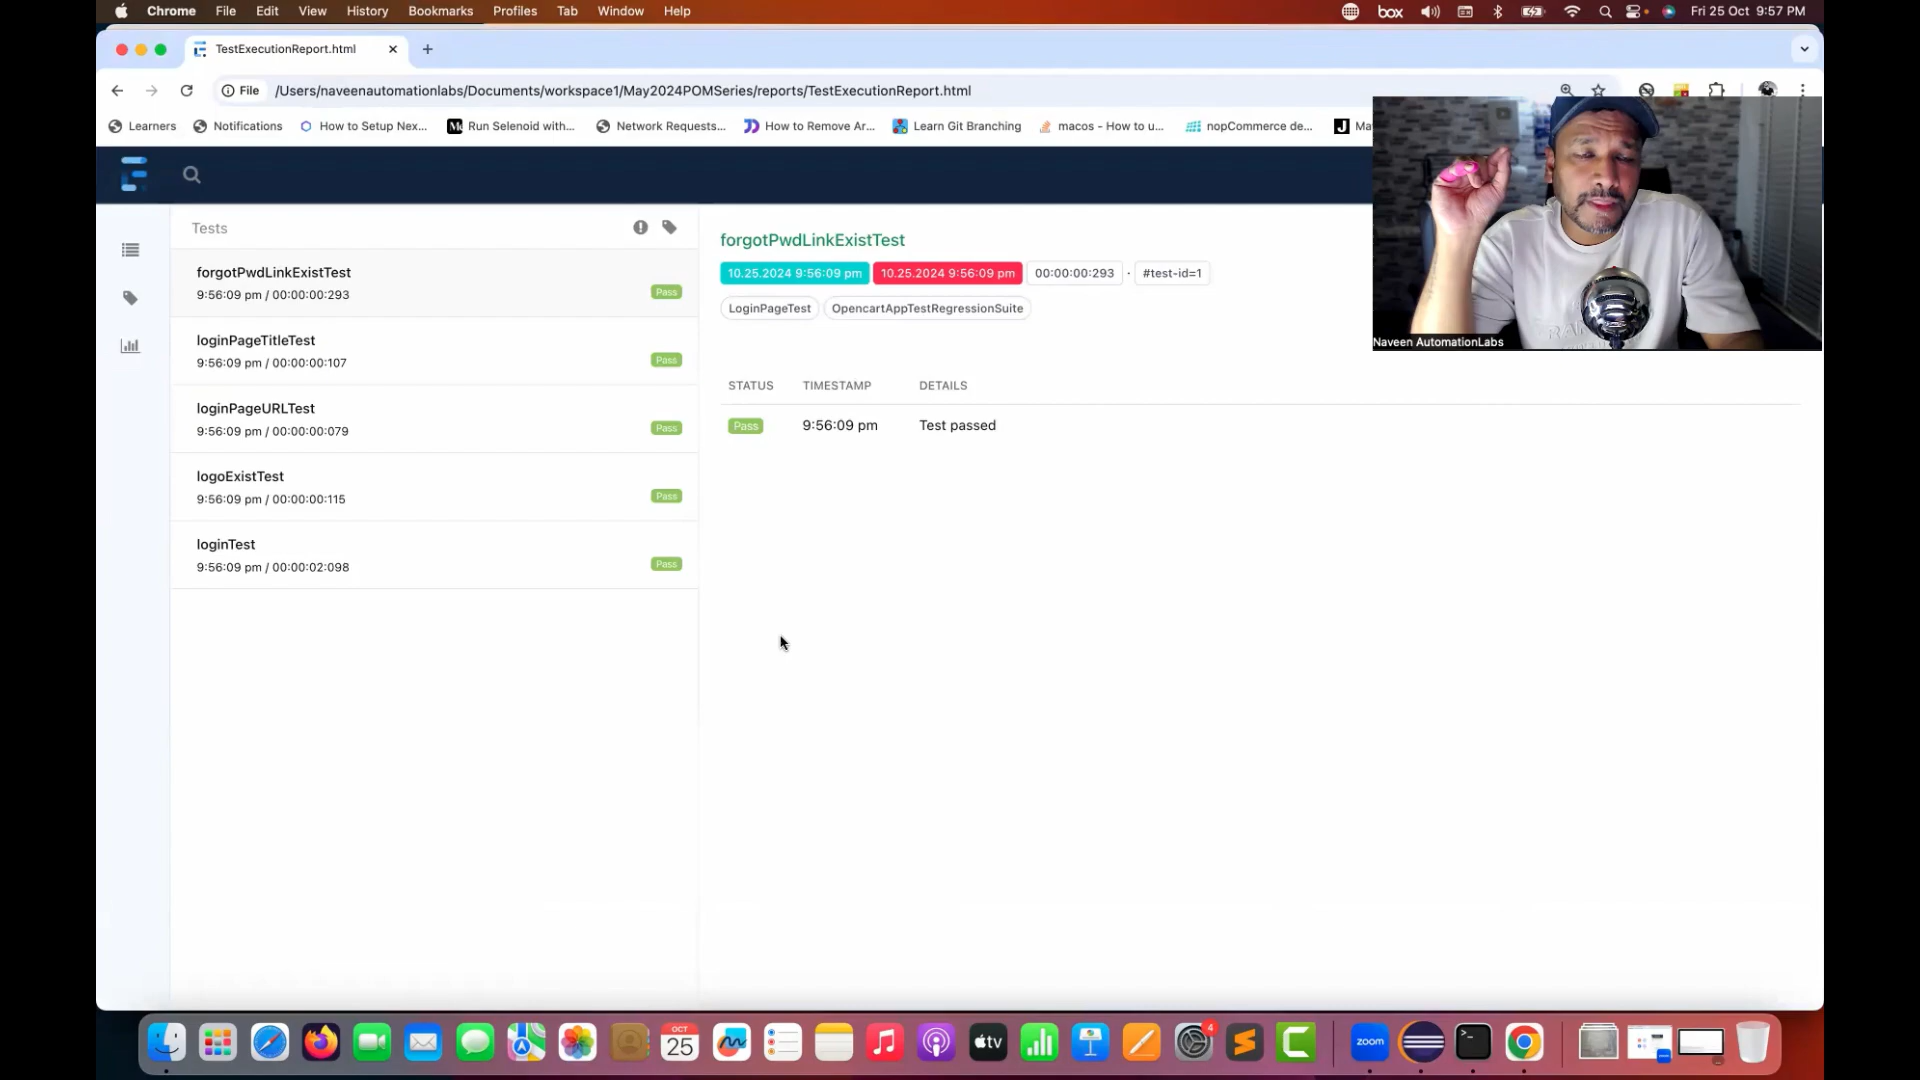 Chrome File Edit View History Bookmarks Profiles Tab Window Help box Fri 25 Oct 9:57 PM
TestExecutionReport.html
File /Users/naveenautomationlabs/Documents/workspace1/May2024POMSeries/reports/TestExecutionReport.html
Learners Notifications How to Setup Nex... Run Selenoid with... Network Requests... How to Remove Ar... Learn Git Branching macos - How to u... nopCommerce de... Ma
Tests
forgotPwdLinkExistTest
9:56:09 pm / 00:00:00:293 Pass
loginPageTitleTest
9:56:09 pm / 00:00:00:107 Pass
loginPageURLTest
9:56:09 pm / 00:00:00:079 Pass
logoExistTest
9:56:09 pm / 00:00:00:115 Pass
loginTest
9:56:09 pm / 00:00:02:098 Pass
forgotPwdLinkExistTest
10.25.2024 9:56:09 pm 10.25.2024 9:56:09 pm 00:00:00:293 · #test-id=1
LoginPageTest OpencartAppTestRegressionSuite
STATUS TIMESTAMP DETAILS
Pass 9:56:09 pm Test passed
Naveen AutomationLabs
OCT
25
tv
4
zoom